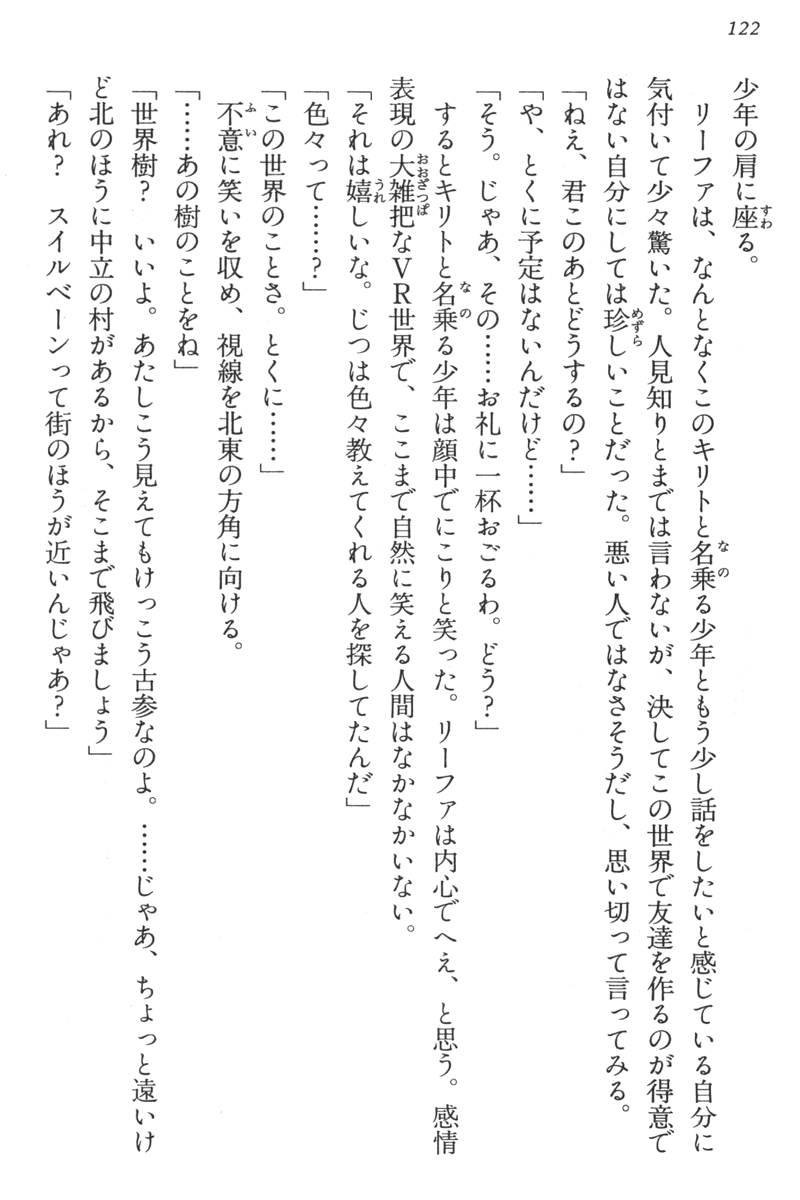 122
少年の肩に座る。
　リーファは、なんとなくこのキリトと名乗る少年ともう少し話をしたいと感じている自分に
気付いて少々驚いた。人見知りとまでは言わないが、決してこの世界で友達を作るのが得意で
はない自分にしては珍しいことだった。悪い人ではなさそうだし、思い切って言ってみる。
「ねえ、君このあとどうするの？」
「や、とくに予定はないんだけど……」
「そう。じゃあ、その……お礼に一杯おごるわ。どう？」
　するとキリトと名乗る少年は顔中でにこりと笑った。リーファは内心でへえ、と思う。感情
表現の大雑把なＶＲ世界で、ここまで自然に笑える人間はなかなかいない。
「それは嬉しいな。じつは色々教えてくれる人を探してたんだ」
「色々って……？」
「この世界のことさ。とくに……」
　不意に笑いを収め、視線を北東の方角に向ける。
「……あの樹のことをね」
「世界樹？　いいよ。あたしこう見えてもけっこう古参なのよ。……じゃあ、ちょっと遠いけ
ど北のほうに中立の村があるから、そこまで飛びましょう」
「あれ？　スイルベーンって街のほうが近いんじゃあ？」